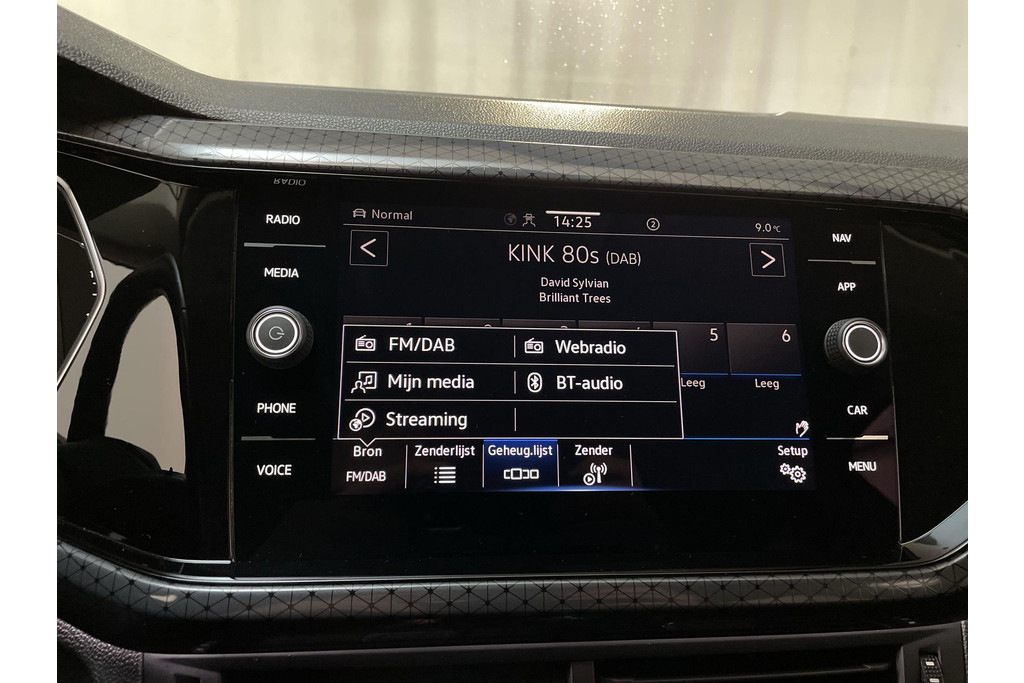 RADIO
RADIO
MEDIA
PHONE
VOICE
Normal
14:25
2
9.0°C
KINK 80s (DAB)
David Sylvian
Brilliant Trees
5
6
Leeg
Leeg
FM/DAB
Webradio
Mijn media
BT-audio
Streaming
Bron
FM/DAB
Zenderlijst
Geheug.lijst
Zender
Setup
NAV
APP
CAR
MENU